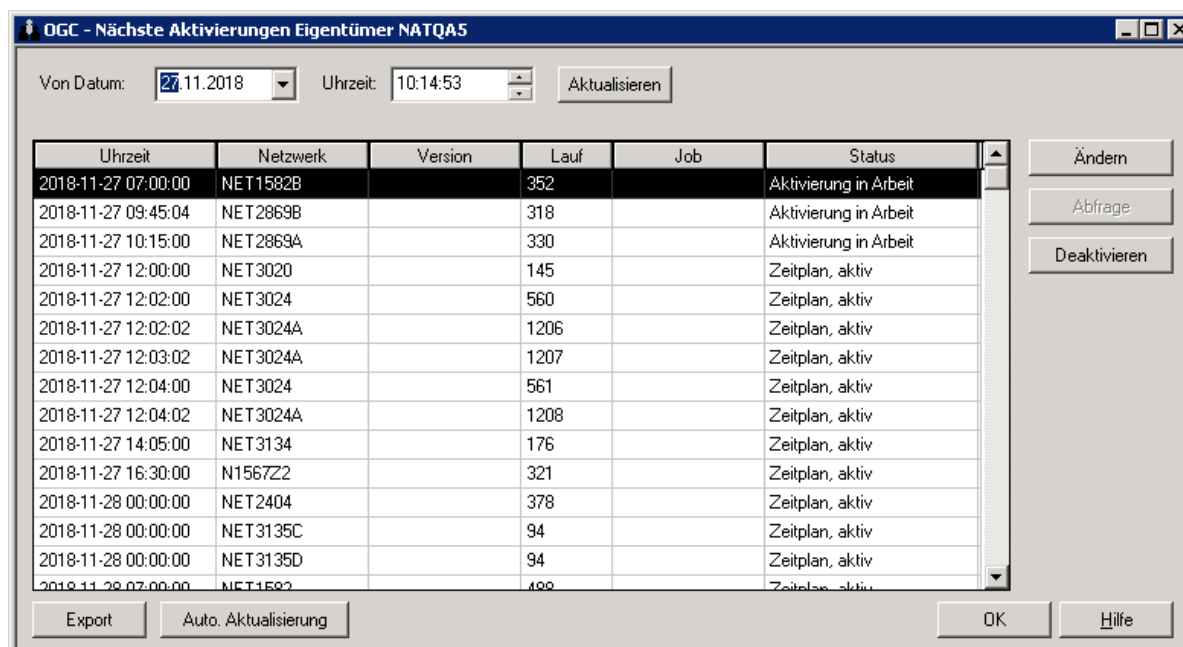 OGC - Nächste Aktivierungen Eigentümer NATQA5
Von Datum: 27.11.2018 Uhrzeit: 10:14:53 Aktualisieren
Uhrzeit Netzwerk Version Lauf Job Status
2018-11-27 07:00:00 NET1582B 352 Aktivierung in Arbeit
2018-11-27 09:45:04 NET2869B 318 Aktivierung in Arbeit
2018-11-27 10:15:00 NET2869A 330 Aktivierung in Arbeit
2018-11-27 12:00:00 NET3020 145 Zeitplan, aktiv
2018-11-27 12:02:00 NET3024 560 Zeitplan, aktiv
2018-11-27 12:02:02 NET3024A 1206 Zeitplan, aktiv
2018-11-27 12:03:02 NET3024A 1207 Zeitplan, aktiv
2018-11-27 12:04:00 NET3024 561 Zeitplan, aktiv
2018-11-27 12:04:02 NET3024A 1208 Zeitplan, aktiv
2018-11-27 14:05:00 NET3134 176 Zeitplan, aktiv
2018-11-27 16:30:00 N1567Z2 321 Zeitplan, aktiv
2018-11-28 00:00:00 NET2404 378 Zeitplan, aktiv
2018-11-28 00:00:00 NET3135C 94 Zeitplan, aktiv
2018-11-28 00:00:00 NET3135D 94 Zeitplan, aktiv
2018-11-28 07:00:00 NET1582 Zeitplan, aktiv
Ändern
Abfrage
Deaktivieren
Export Auto. Aktualisierung OK Hilfe